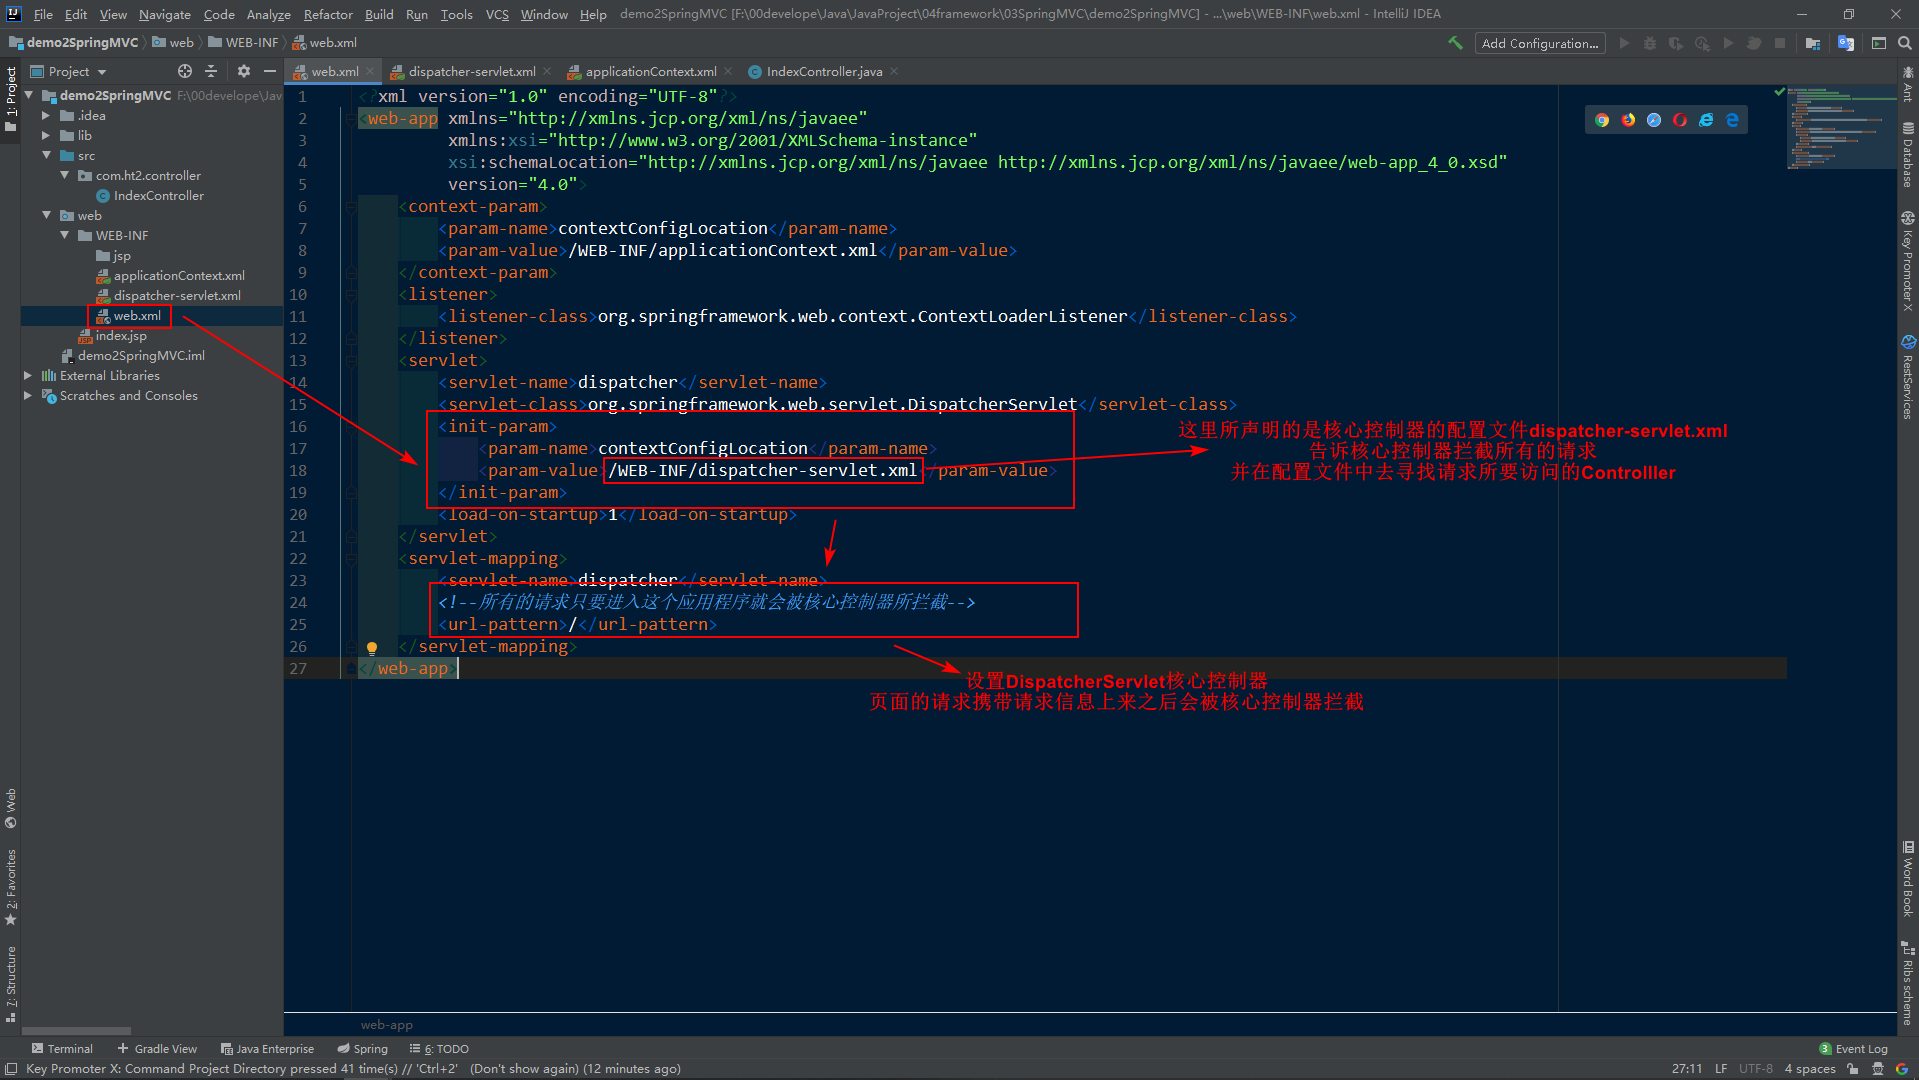 File Edit View Navigate Code Analyze Refactor Build Run Tools VCS Window Help demo2SpringMVC [F:\00develope\Java\JavaProject\04framework\03SpringMVC\demo2SpringMVC] - ...\web\WEB-INF\web.xml - IntelliJ IDEA
demo2SpringMVC web WEB-INF web.xml Add Configuration...
Project
web.xml dispatcher-servlet.xml applicationContext.xml IndexController.java
1: Project
demo2SpringMVC F:\00develope\Jav
.idea
lib
src
com.ht2.controller
IndexController
web
WEB-INF
jsp
applicationContext.xml
dispatcher-servlet.xml
web.xml
index.jsp
demo2SpringMVC.iml
External Libraries
Scratches and Consoles
1 <?xml version="1.0" encoding="UTF-8"?>
2 <web-app xmlns="http://xmlns.jcp.org/xml/ns/javaee"
3 xmlns:xsi="http://www.w3.org/2001/XMLSchema-instance"
4 xsi:schemaLocation="http://xmlns.jcp.org/xml/ns/javaee http://xmlns.jcp.org/xml/ns/javaee/web-app_4_0.xsd"
5 version="4.0">
6 <context-param>
7 <param-name>contextConfigLocation</param-name>
8 <param-value>/WEB-INF/applicationContext.xml</param-value>
9 </context-param>
10 <listener>
11 <listener-class>org.springframework.web.context.ContextLoaderListener</listener-class>
12 </listener>
13 <servlet>
14 <servlet-name>dispatcher</servlet-name>
15 <servlet-class>org.springframework.web.servlet.DispatcherServlet</servlet-class>
16 <init-param>
17 <param-name>contextConfigLocation</param-name>
18 <param-value>/WEB-INF/dispatcher-servlet.xml</param-value>
19 </init-param>
20 <load-on-startup>1</load-on-startup>
21 </servlet>
22 <servlet-mapping>
23 <servlet-name>dispatcher</servlet-name>
24 <!--所有的请求只要进入这个应用程序就会被核心控制器所拦截-->
25 <url-pattern>/</url-pattern>
26 </servlet-mapping>
27 </web-app>
这里所声明的是核心控制器的配置文件dispatcher-servlet.xml
告诉核心控制器拦截所有的请求
并在配置文件中去寻找请求所要访问的Controlller
设置DispatcherServlet核心控制器
页面的请求携带请求信息上来之后会被核心控制器拦截
Ant
Database
Key Promoter X
RestServices
Word Book
Ribs scheme
Web
2: Favorites
7: Structure
web-app
Terminal Gradle View Java Enterprise Spring 6: TODO 3 Event Log
Key Promoter X: Command Project Directory pressed 41 time(s) // 'Ctrl+2' (Don't show again) (12 minutes ago) 27:11 LF UTF-8 4 spaces